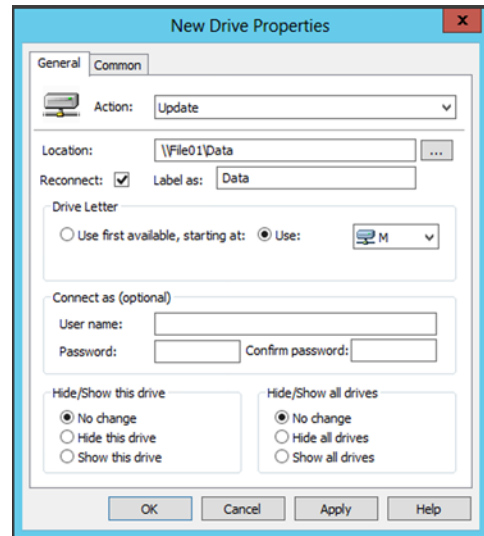 New Drive Properties
x
General Common
Action: Update
Location: \\File01\Data ...
Reconnect: Label as: Data
Drive Letter
Use first available, starting at: Use: M
Connect as (optional)
User name:
Password: Confirm password:
Hide/Show this drive Hide/Show all drives
No change No change
Hide this drive Hide all drives
Show this drive Show all drives
OK Cancel Apply Help